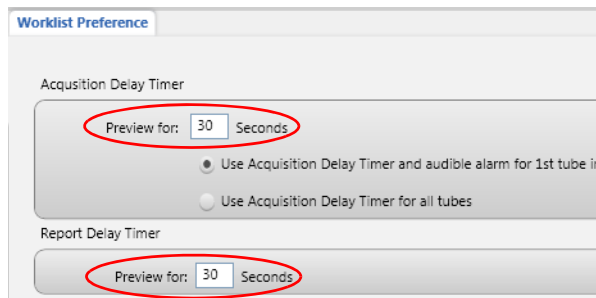 Worklist Preference
Acqusition Delay Timer
Preview for: 30 Seconds
Use Acquisition Delay Timer and audible alarm for 1st tube
Use Acquisition Delay Timer for all tubes
Report Delay Timer
Preview for: 30 Seconds